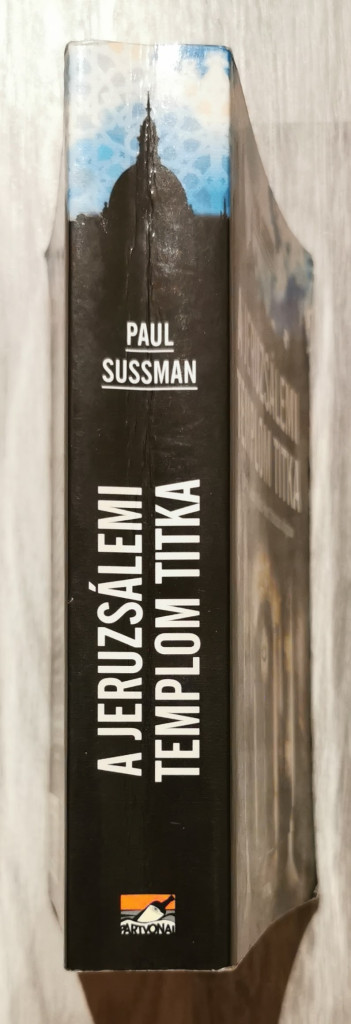 PAUL
SUSSMAN
A JERUZSÁLEMI
TEMPLOM TITKA
PARTVONAL